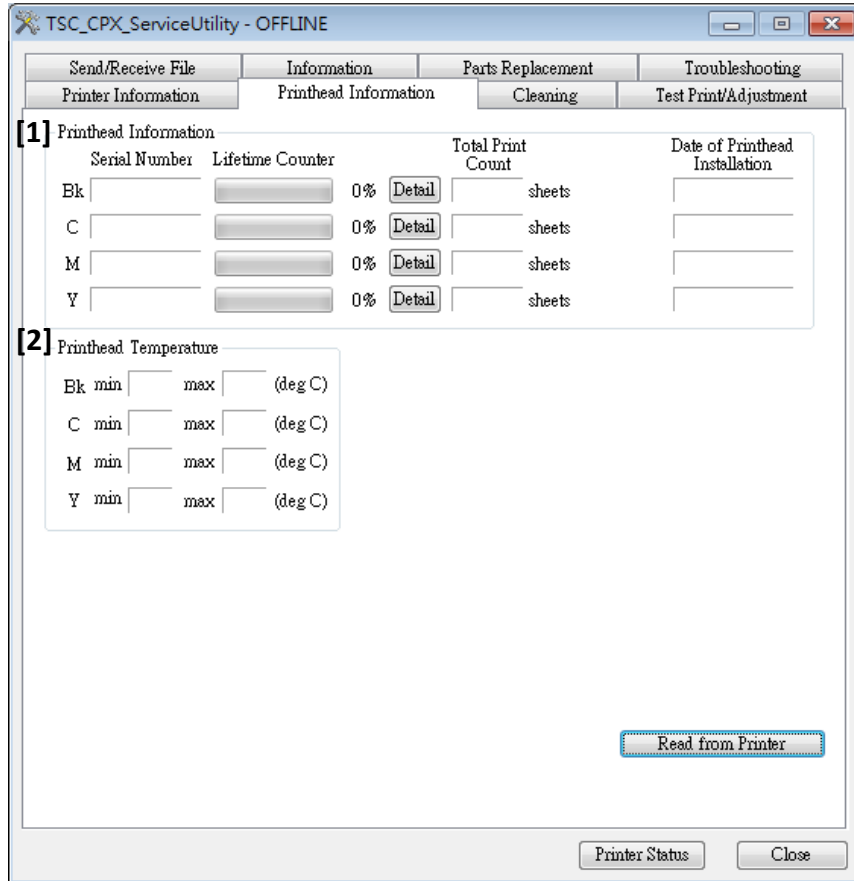 TSC_CPX_ServiceUtility - OFFLINE
Send/Receive File Information Parts Replacement Troubleshooting
Printer Information Printhead Information Cleaning Test Print/Adjustment
[1] Printhead Information
Serial Number Lifetime Counter Total Print Count Date of Printhead Installation
Bk 0% Detail sheets
C 0% Detail sheets
M 0% Detail sheets
Y 0% Detail sheets
[2] Printhead Temperature
Bk min max (deg C)
C min max (deg C)
M min max (deg C)
Y min max (deg C)
Read from Printer
Printer Status Close